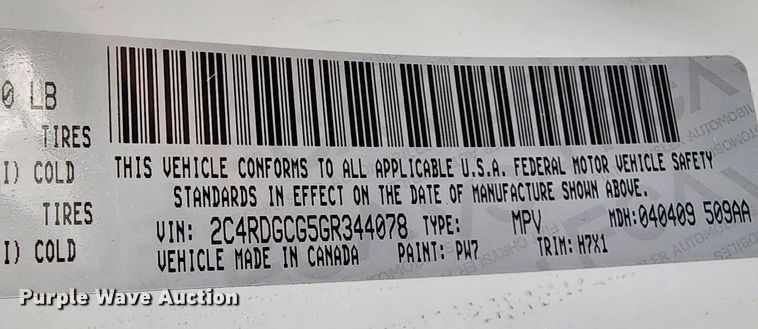 0 LB
TIRES
I) COLD
TIRES
I) COLD
THIS VEHICLE CONFORMS TO ALL APPLICABLE U.S.A. FEDERAL MOTOR VEHICLE SAFETY
STANDARDS IN EFFECT ON THE DATE OF MANUFACTURE SHOWN ABOVE.
VIN: 2C4RDGCG5GR344078 TYPE: MPV MDH:040409 509AA
VEHICLE MADE IN CANADA PAINT: PW7 TRIM: H7X1
Purple Wave Auction